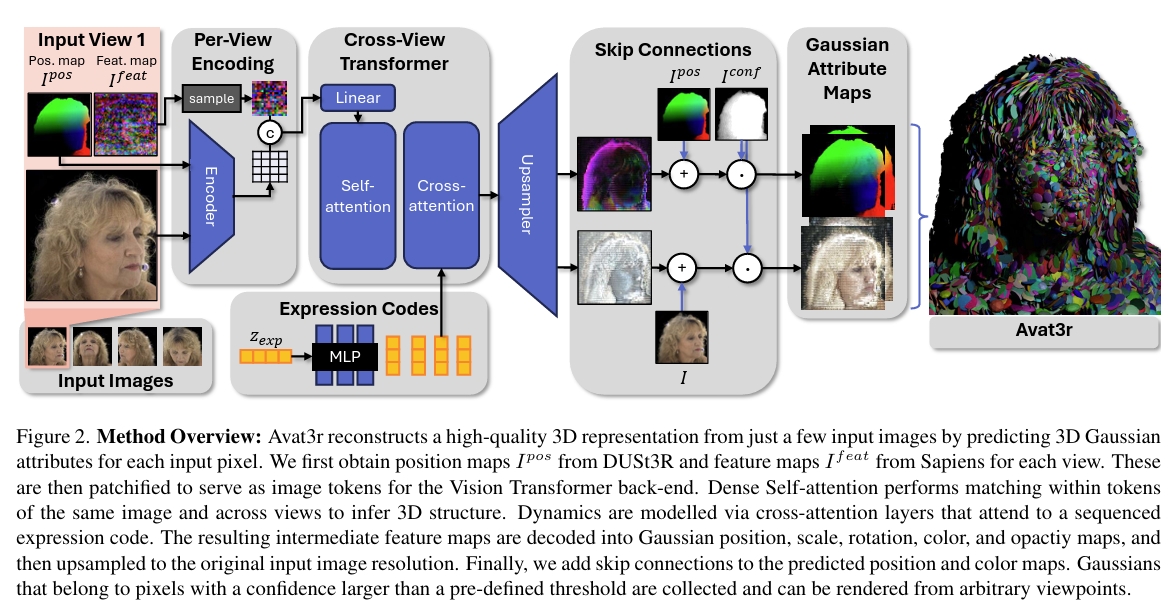 Input View 1
Pos. map Feat. map
I^pos I^feat
Per-View
Encoding
sample
c
Encoder
Cross-View
Transformer
Linear
Self-
attention
Cross-
attention
Upsampler
Skip Connections
I^pos I^conf
+
·
+
·
I
Gaussian
Attribute
Maps
Avat3r
Input Images
Expression Codes
z_exp
MLP
Figure 2. Method Overview: Avat3r reconstructs a high-quality 3D representation from just a few input images by predicting 3D Gaussian
attributes for each input pixel. We first obtain position maps I^pos from DUSt3R and feature maps I^feat from Sapiens for each view. These
are then patchified to serve as image tokens for the Vision Transformer back-end. Dense Self-attention performs matching within tokens
of the same image and across views to infer 3D structure. Dynamics are modelled via cross-attention layers that attend to a sequenced
expression code. The resulting intermediate feature maps are decoded into Gaussian position, scale, rotation, color, and opactiy maps, and
then upsampled to the original input image resolution. Finally, we add skip connections to the predicted position and color maps. Gaussians
that belong to pixels with a confidence larger than a pre-defined threshold are collected and can be rendered from arbitrary viewpoints.